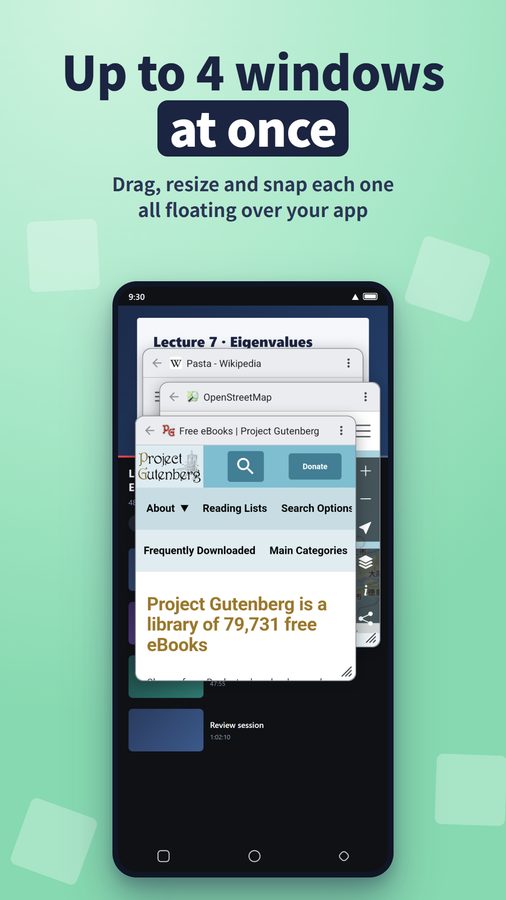 Up to 4 windows
at once
Drag, resize and snap each one
all floating over your app
9:30
Lecture 7 · Eigenvalues
Pasta - Wikipedia
OpenStreetMap
Free eBooks | Project Gutenberg
Project
Gutenberg
Donate
About ▼ Reading Lists Search Options
Frequently Downloaded Main Categories
Project Gutenberg is a
library of 79,731 free
eBooks
47:55
Review session
1:02:10